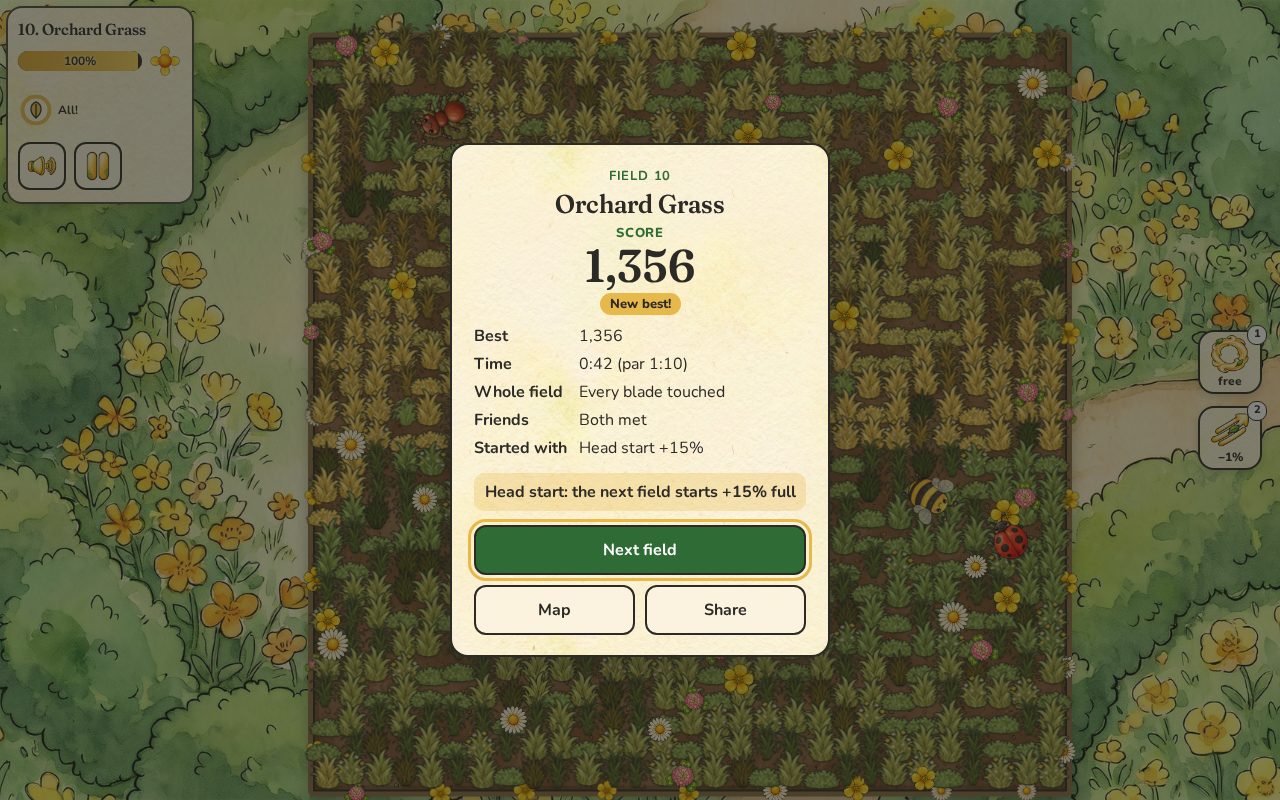 10. Orchard Grass
100%
All!
FIELD 10
Orchard Grass
SCORE
1,356
New best!
Best 1,356
Time 0:42 (par 1:10)
Whole field Every blade touched
Friends Both met
Started with Head start +15%
Head start: the next field starts +15% full
Next field
Map Share
1
free
2
−1%